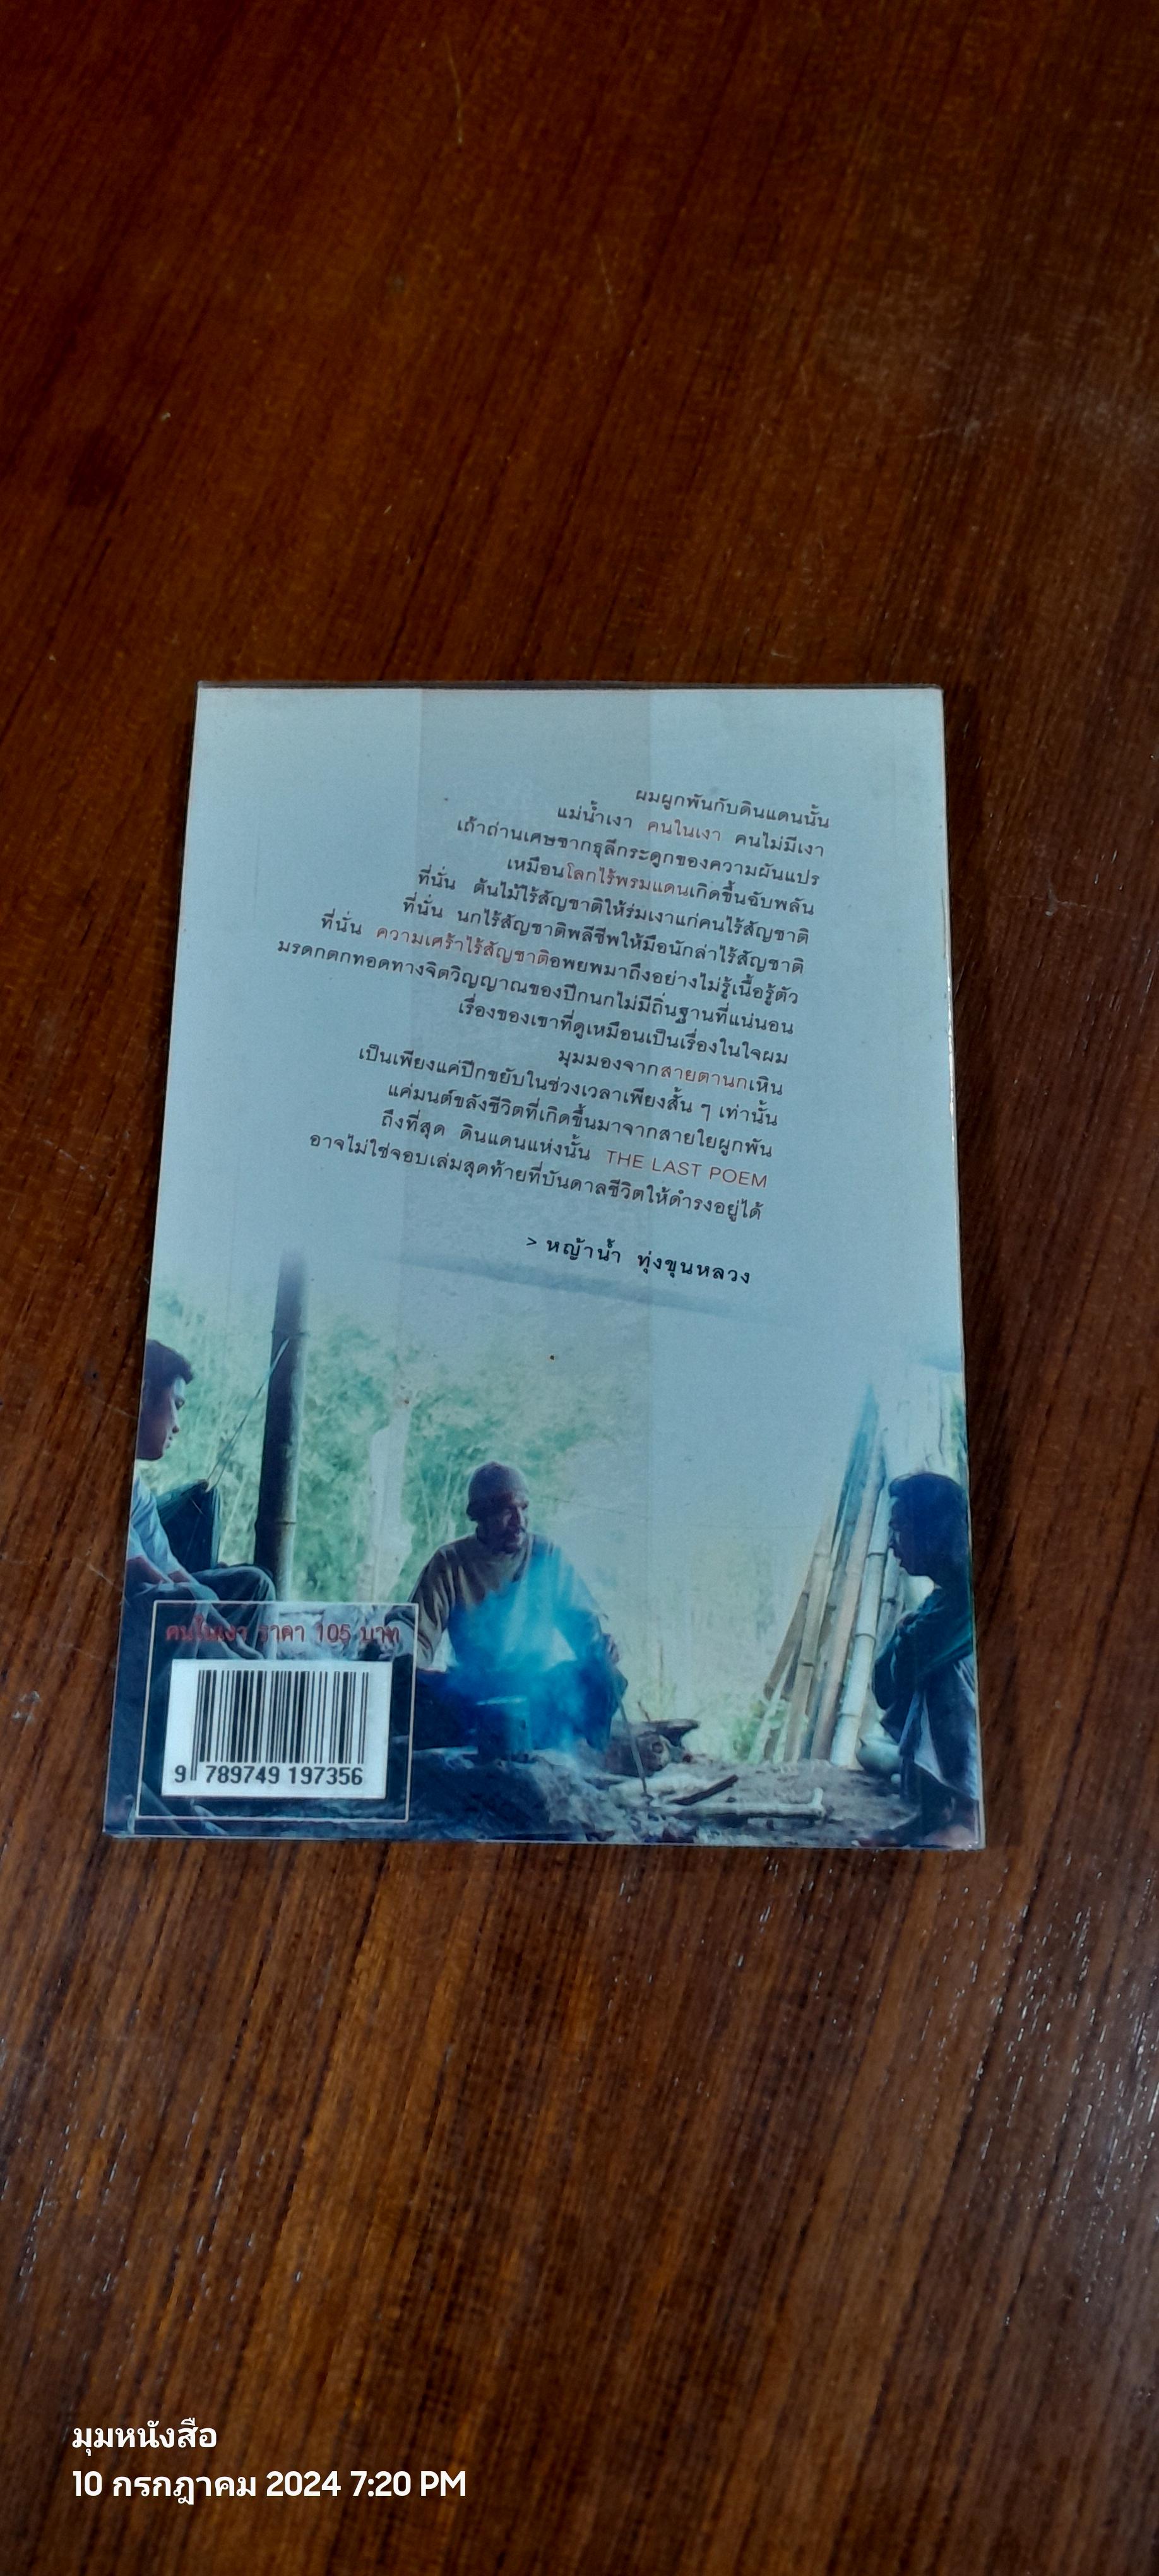 ผมผูกพันกับดินแดนนั้น
แม่น้ำเงา คนในเงา คนไม่มีเงา
เถ้าถ่านเศษซากธุลีกระดูกของความผันแปร
เหมือนโลกไร้พรมแดนเกิดขึ้นฉับพลัน
ที่นั่น ต้นไม้ไร้สัญชาติให้ร่มเงาแก่คนไร้สัญชาติ
ที่นั่น นกไร้สัญชาติพลีชีพให้มือนักล่าไร้สัญชาติ
ที่นั่น ความเศร้าไร้สัญชาติอพยพมาถึงอย่างไม่รู้เนื้อรู้ตัว
มรดกตกทอดทางจิตวิญญาณของปีกนกไม่มีถิ่นฐานที่แน่นอน
เรื่องของเขาที่ดูเหมือนเป็นเรื่องในใจผม
มุมมองจากสายตานกเหิน
เป็นเพียงแค่ปีกขยับในช่วงเวลาเพียงสั้น ๆ เท่านั้น
แค่มนต์ขลังชีวิตที่เกิดขึ้นมาจากสายใยผูกพัน
ถึงที่สุด ดินแดนแห่งนั้น THE LAST POEM
อาจไม่ใช่จอบเล่มสุดท้ายที่บันดาลชีวิตให้ดำรงอยู่ได้
> หญ้าน้ำ ทุ่งขุนหลวง
คนในเงา ราคา 105 บาท
9 789749 197356
มุมหนังสือ
10 กรกฎาคม 2024 7:20 PM